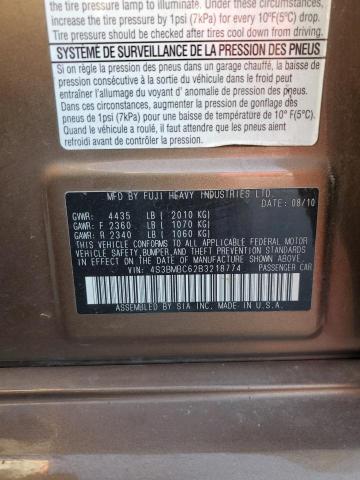 the tire pressure lamp to illuminate. Under these circumstances,
increase the tire pressure by 1psi (7kPa) for every 10°F(5°C) drop.
Tire pressure should be checked after tires cool down from driving.
SYSTÈME DE SURVEILLANCE DE LA PRESSION DES PNEUS
Si on règle la pression des pneus dans un garage chauffé, la baisse de
pression consécutive à la sortie du véhicule dans le froid peut
entraîner l'allumage du voyant d' anomalie de pression des pneus.
Dans ces circonstances, augmenter la pression de gonflage des
pneus de 1psi (7kPa) pour une baisse de température de 10 °F(5°C).
Quand le véhicule a roulé, il faut attendre que les pneus aient
refroidi avant de contrôler la pression.
MFD BY FUJI HEAVY INDUSTRIES LTD.
DATE: 08/10
GVWR: 4435 LB ( 2010 KG)
GAWR: F 2360 LB ( 1070 KG)
GAWR: R 2340 LB ( 1060 KG)
THIS VEHICLE CONFORMS TO ALL APPLICABLE
FEDERAL MOTOR VEHICLE SAFETY STANDARDS IN EFFECT
VEHICLE SAFETY, BUMPER, AND THEFT PREVENTION STANDARDS IN EFFECT
ON THE DATE OF MANUFACTURE SHOWN ABOVE.
VIN: 4S3BMBC62B3218774 PASSENGER CAR
ASSEMBLED BY SIA INC. MADE IN U.S.A.